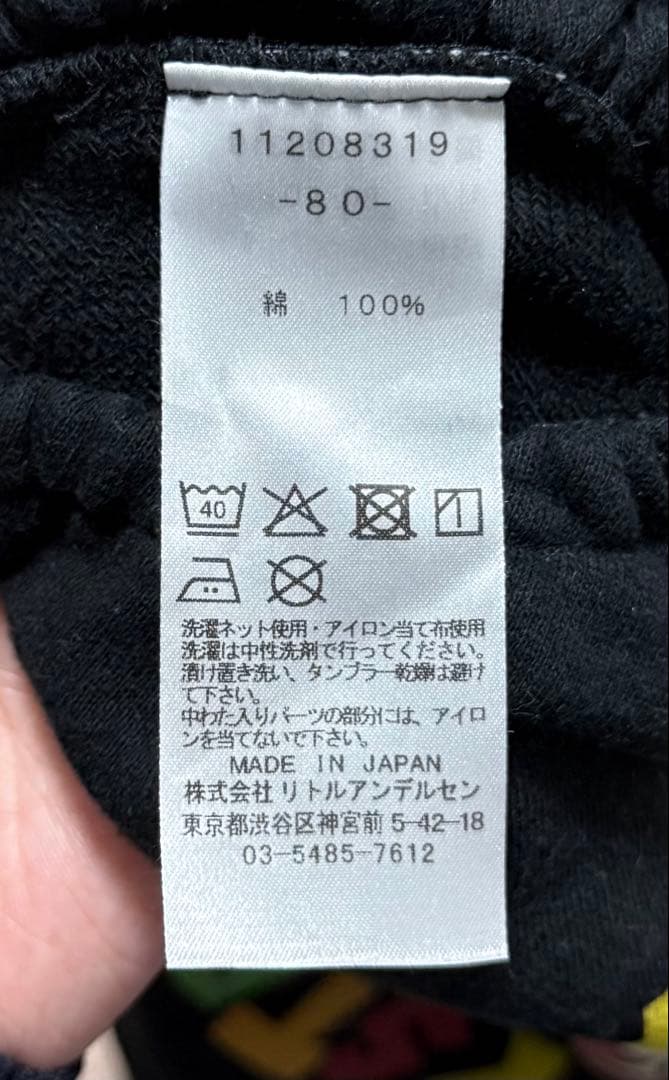 11208319
-80-
綿 100%
40
洗濯ネット使用・アイロン当て布使用
洗濯は中性洗剤で行ってください。
漬け置き洗い、タンブラー乾燥は避け
て下さい。
中わた入りパーツの部分には、アイロ
ンを当てないで下さい。
MADE IN JAPAN
株式会社リトルアンデルセン
東京都渋谷区神宮前5-42-18
03-5485-7612